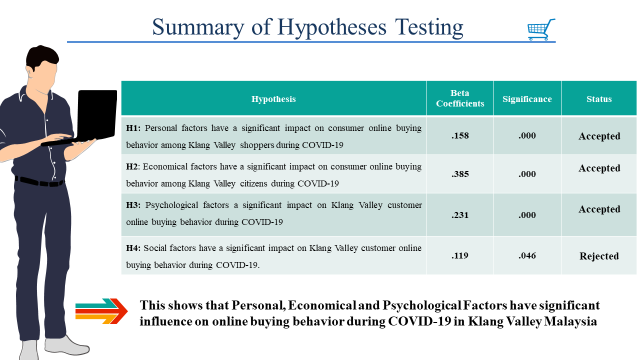 Summary of Hypotheses Testing
Hypothesis
Beta
Coefficients
Significance
Status
H1: Personal factors have a significant impact on consumer online buying
behavior among Klang Valley shoppers during COVID-19
.158
.000
Accepted
H2: Economical factors have a significant impact on consumer online buying
behavior among Klang Valley citizens during COVID-19
.385
.000
Accepted
H3: Psychological factors a significant impact on Klang Valley customer
online buying behavior during COVID-19
.231
.000
Accepted
H4: Social factors have a significant impact on Klang Valley customer online
buying behavior during COVID-19.
.119
.046
Rejected
This shows that Personal, Economical and Psychological Factors have significant
influence on online buying behavior during COVID-19 in Klang Valley Malaysia